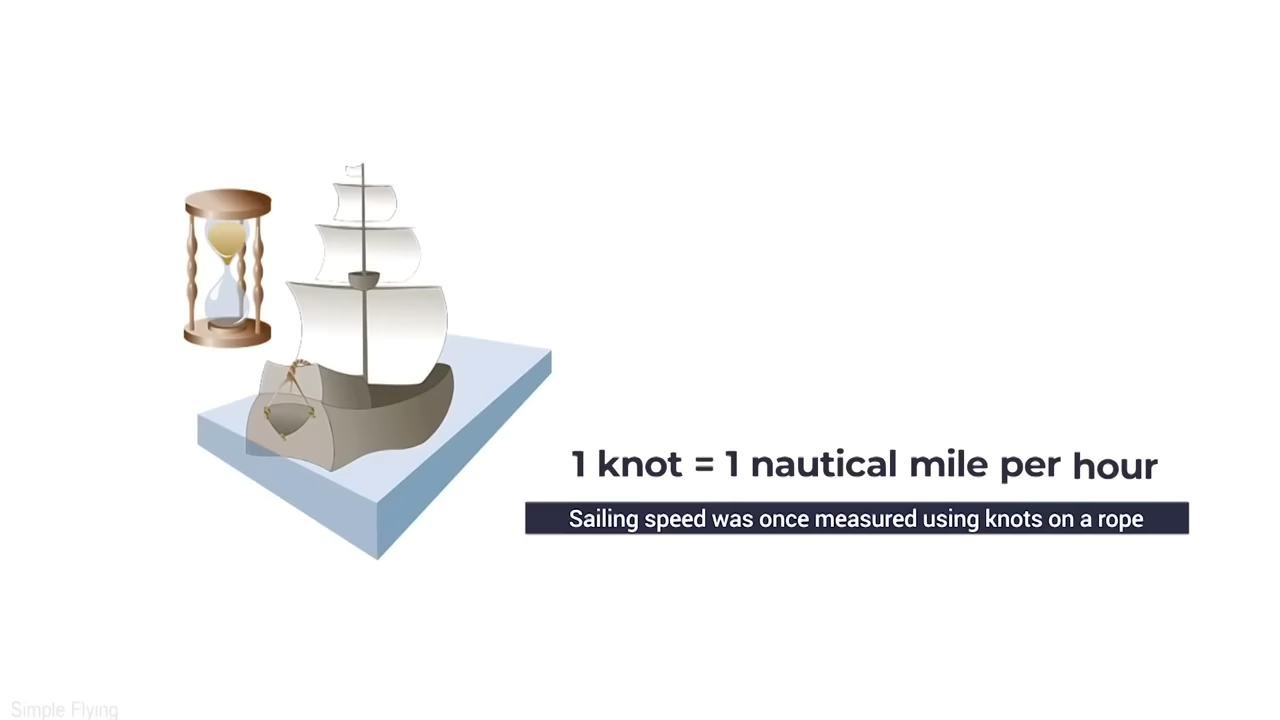 1 knot = 1 nautical mile per hour
Sailing speed was once measured using knots on a rope
Simple Flying